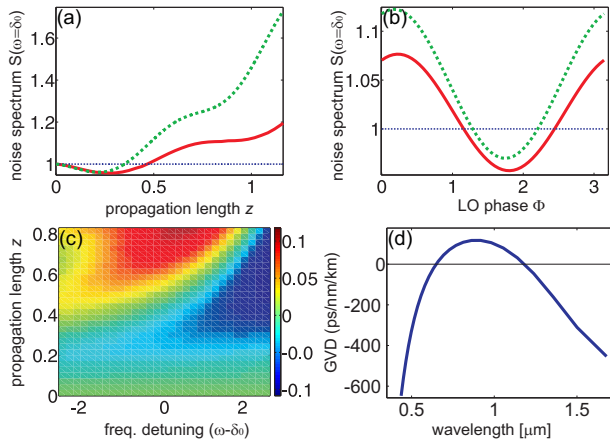 (a)
noise spectrum S(ω=δ₀)
1.6
1.4
1.2
1
0
0.5
1
propagation length z
(b)
noise spectrum S(ω=δ₀)
1.1
1.05
1
0
1
2
3
LO phase Φ
(c)
propagation length z
0.8
0.6
0.4
0.2
0
-2
0
2
freq. detuning (ω-δ₀)
0.1
0.05
0
-0.0
-0.1
(d)
GVD (ps/nm/km)
0
-200
-400
-600
0.5
1
1.5
wavelength [μm]